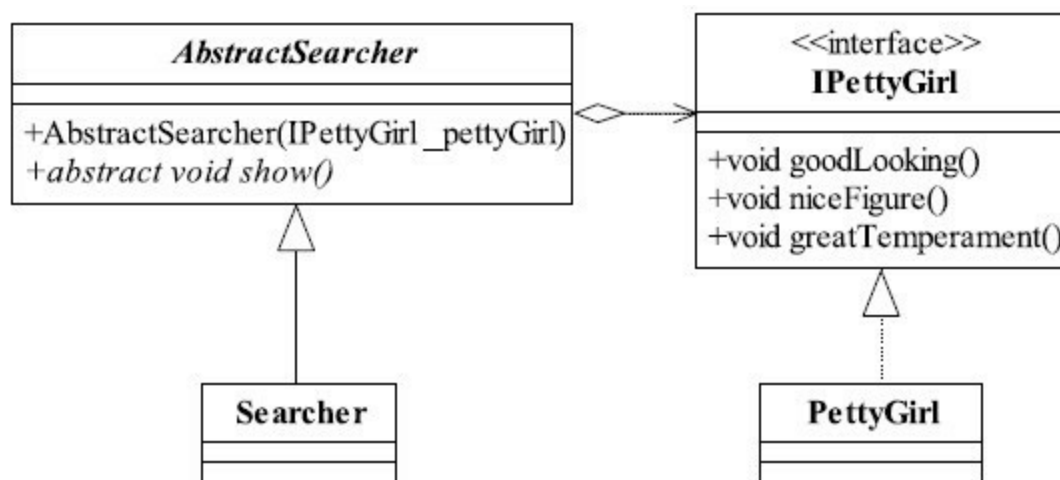 AbstractSearcher
+AbstractSearcher(IPettyGirl _pettyGirl)
+abstract void show()
<<interface>>
IPettyGirl
+void goodLooking()
+void niceFigure()
+void greatTemperament()
Searcher
PettyGirl